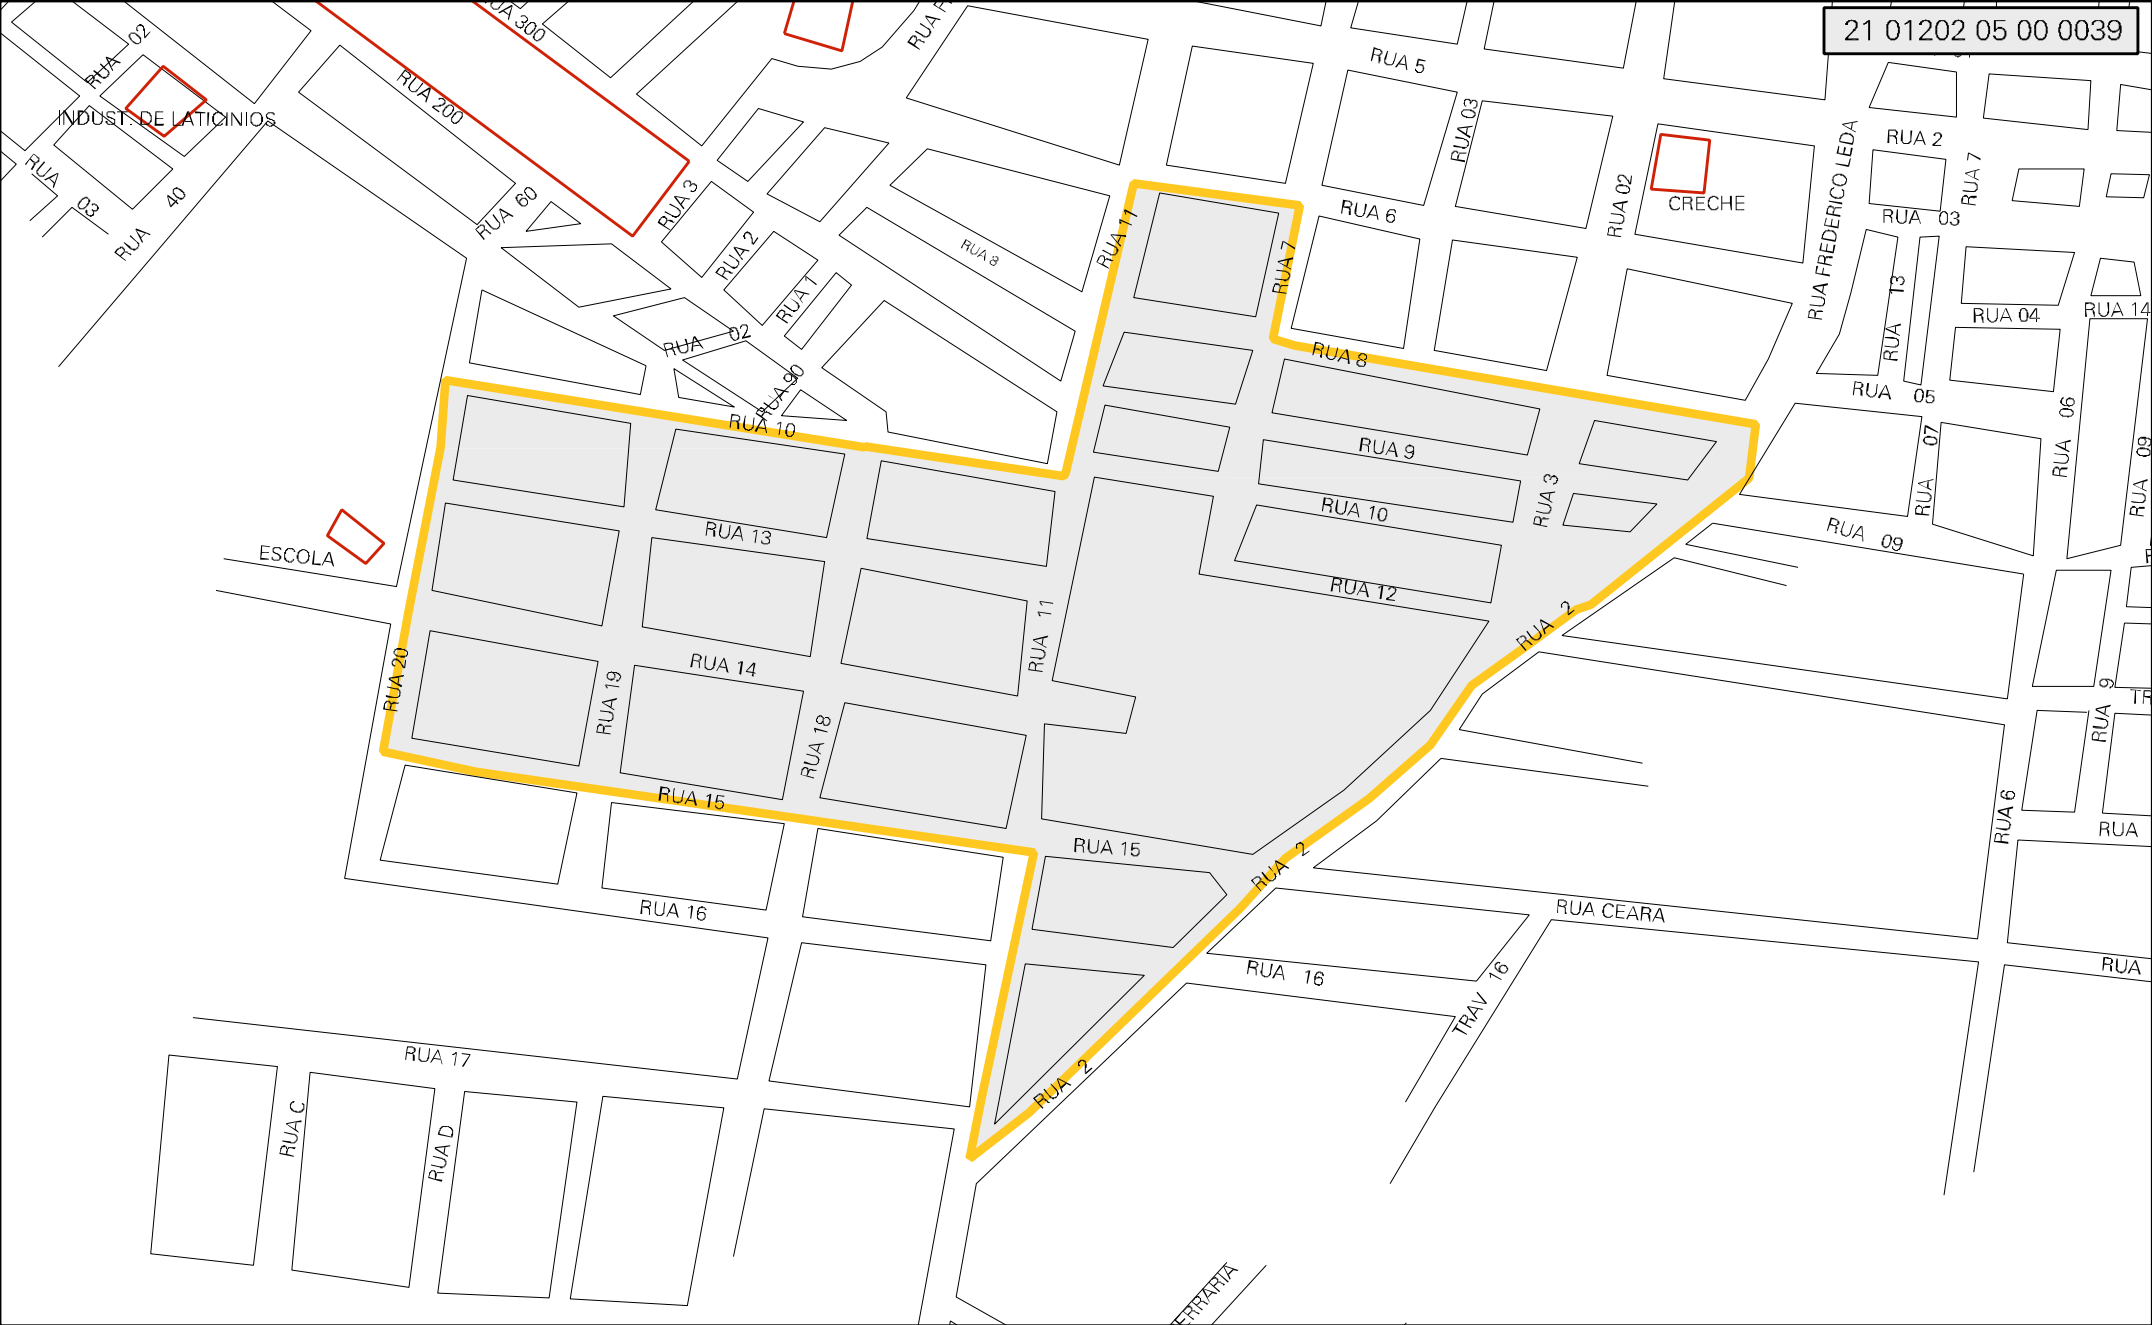 21 01202 05 00 0039
RUA 300
RUA 02
RUA 5
RUA 200
RUA 03
INDUST. DE LATICINIOS
RUA 2
RUA FREDERICO LEDA
RUA 7
RUA 03
RUA 40
RUA 60
RUA 3
RUA 02
CRECHE
RUA 6
RUA 03
RUA 11
RUA 8
RUA 2
RUA 7
RUA 1
RUA 13
RUA 04
RUA 14
RUA 02
RUA 8
RUA 90
RUA 05
RUA 10
RUA 06
RUA 9
RUA 07
RUA 09
RUA 3
RUA 10
RUA 13
RUA 09
ESCOLA
RUA 12
RUA 11
RUA 2
RUA 14
RUA 20
RUA 19
RUA 9
TR
RUA 18
RUA 15
RUA 6
RUA
RUA 15
RUA 2
RUA 16
RUA CEARA
RUA 16
RUA
TRAV 16
RUA 17
RUA 2
RUA C
RUA D
ERRARIA